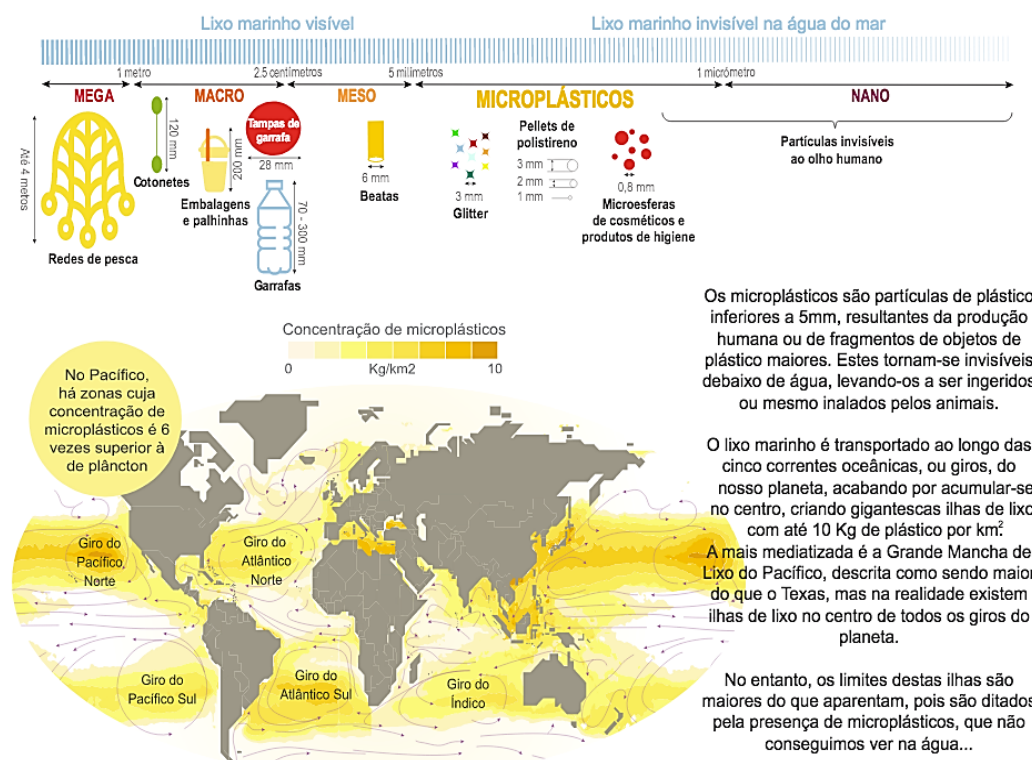 Lixo marinho visível
Lixo marinho invisível na água do mar
1 metro
2.5 centímetros
5 milimetros
1 micrómetro
MEGA
MACRO
MESO
MICROPLÁSTICOS
NANO
Até 4 metos
Redes de pesca
120 mm
Cotonetes
200 mm
Embalagens
e palhinhas
Tampas de
garrafa
28 mm
70 - 300 mm
Garrafas
6 mm
Beatas
3 mm
Glitter
Pellets de
polistireno
3 mm
2 mm
1 mm
0,8 mm
Microesferas
de cosméticos e
produtos de higiene
Partículas invisíveis
ao olho humano
Concentração de microplásticos
0
Kg/km2
10
No Pacífico,
há zonas cuja
concentração de
microplásticos é 6
vezes superior à
de plâncton
Giro do
Pacífico,
Norte
Giro do
Atlântico
Norte
Giro do
Pacífico Sul
Giro do
Atlântico Sul
Giro do
Índico
Os microplásticos são partículas de plástico
inferiores a 5mm, resultantes da produção
humana ou de fragmentos de objetos de
plástico maiores. Estes tornam-se invisíveis
debaixo de água, levando-os a ser ingeridos
ou mesmo inalados pelos animais.
O lixo marinho é transportado ao longo das
cinco correntes oceânicas, ou giros, do
nosso planeta, acabando por acumular-se
no centro, criando gigantescas ilhas de lixo
com até 10 Kg de plástico por km²
A mais mediatizada é a Grande Mancha de
Lixo do Pacífico, descrita como sendo maior
do que o Texas, mas na realidade existem
ilhas de lixo no centro de todos os giros do
planeta.
No entanto, os limites destas ilhas são
maiores do que aparentam, pois são ditados
pela presença de microplásticos, que não
conseguimos ver na água...